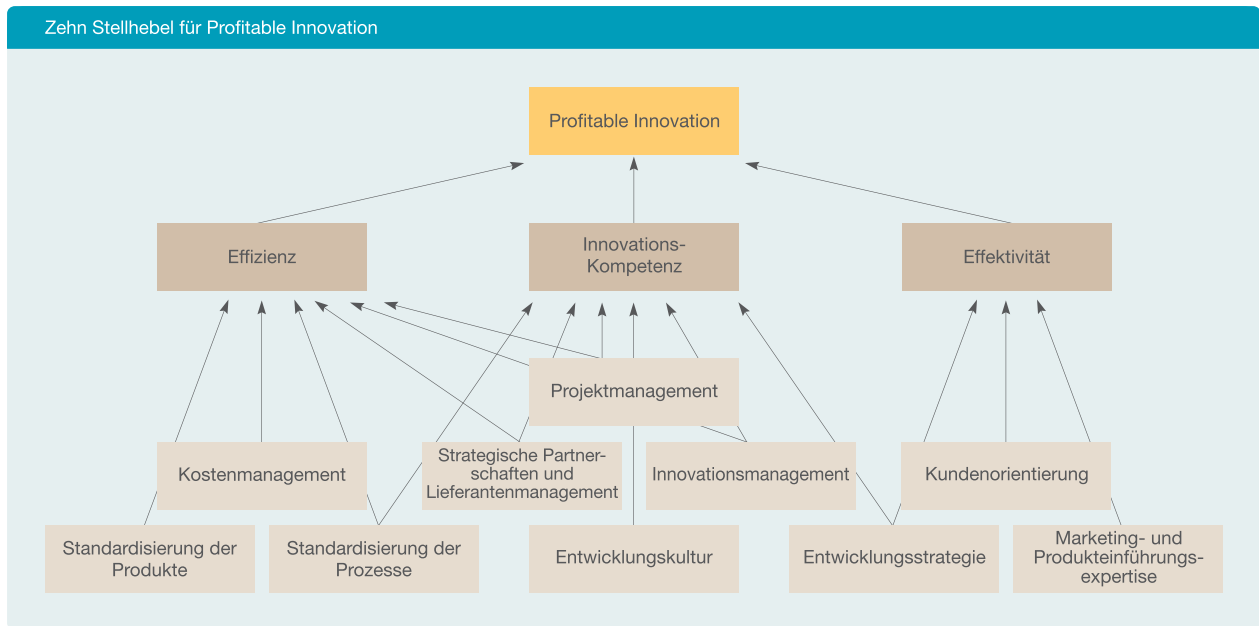 Zehn Stellhebel für Profitable Innovation
Profitable Innovation
Effizienz
Innovations-
Kompetenz
Effektivität
Projektmanagement
Kostenmanagement
Strategische Partner-
schaften und
Lieferantenmanagement
Innovationsmanagement
Kundenorientierung
Standardisierung der
Produkte
Standardisierung der
Prozesse
Entwicklungskultur
Entwicklungsstrategie
Marketing- und
Produkteinführungs-
expertise